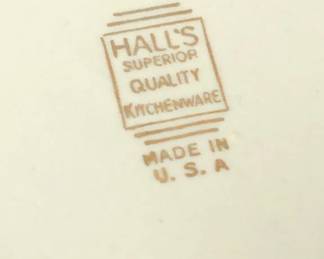 HALL'S
SUPERIOR
QUALITY
KITCHENWARE
MADE IN
U. S. A